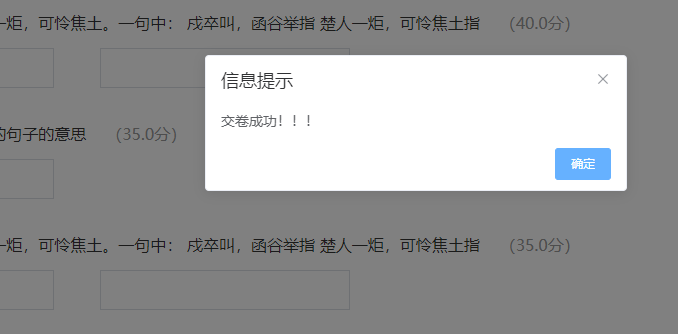 一炬，可怜焦土。一句中： 戍卒叫，函谷举指 楚人一炬，可怜焦土指 （40.0分）
信息提示
交卷成功！！！
的句子的意思 （35.0分）
确定
一炬，可怜焦土。一句中： 戍卒叫，函谷举指 楚人一炬，可怜焦土指 （35.0分）